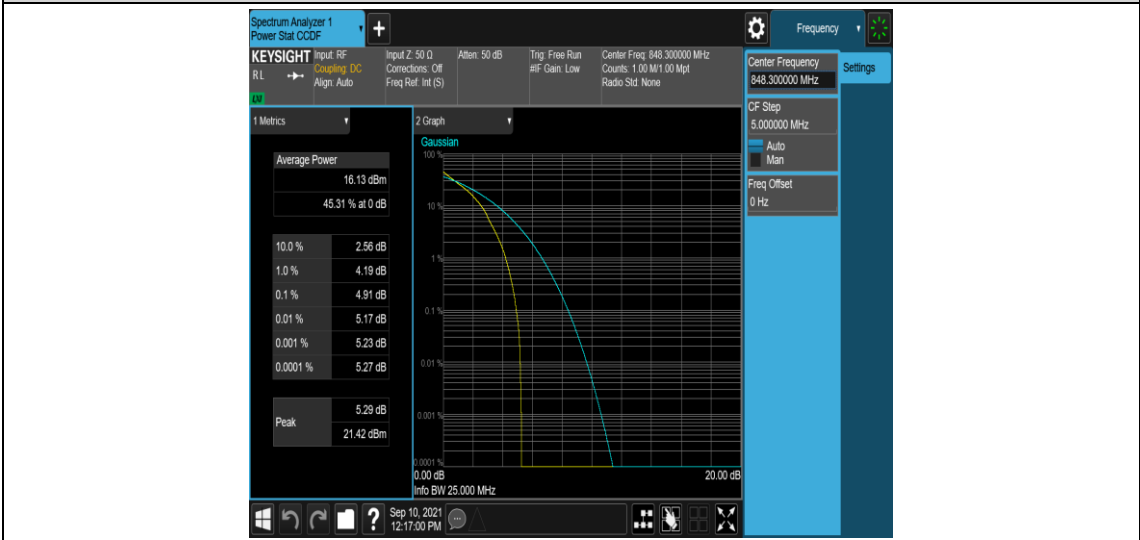 Spectrum Analyzer 1
Power Stat CCDF
+
Frequency
KEYSIGHT
RL
Input: RF
Coupling: DC
Align: Auto
Input Z: 50 Ω
Corrections: Off
Freq Ref: Int (S)
Atten: 50 dB
Trig: Free Run
#IF Gain: Low
Center Freq: 848.300000 MHz
Counts: 1.00 M/1.00 Mpt
Radio Std: None
Center Frequency
848.300000 MHz
Settings
CF Step
5.000000 MHz
Auto
Man
Freq Offset
0 Hz
1 Metrics
Average Power
16.13 dBm
45.31 % at 0 dB
10.0 % 2.56 dB
1.0 % 4.19 dB
0.1 % 4.91 dB
0.01 % 5.17 dB
0.001 % 5.23 dB
0.0001 % 5.27 dB
Peak
5.29 dB
21.42 dBm
2 Graph
Gaussian
100 %
10 %
1 %
0.1 %
0.01 %
0.001 %
0.0001 %
0.00 dB
20.00 dB
Info BW 25.000 MHz
?
Sep 10, 2021
12:17:00 PM